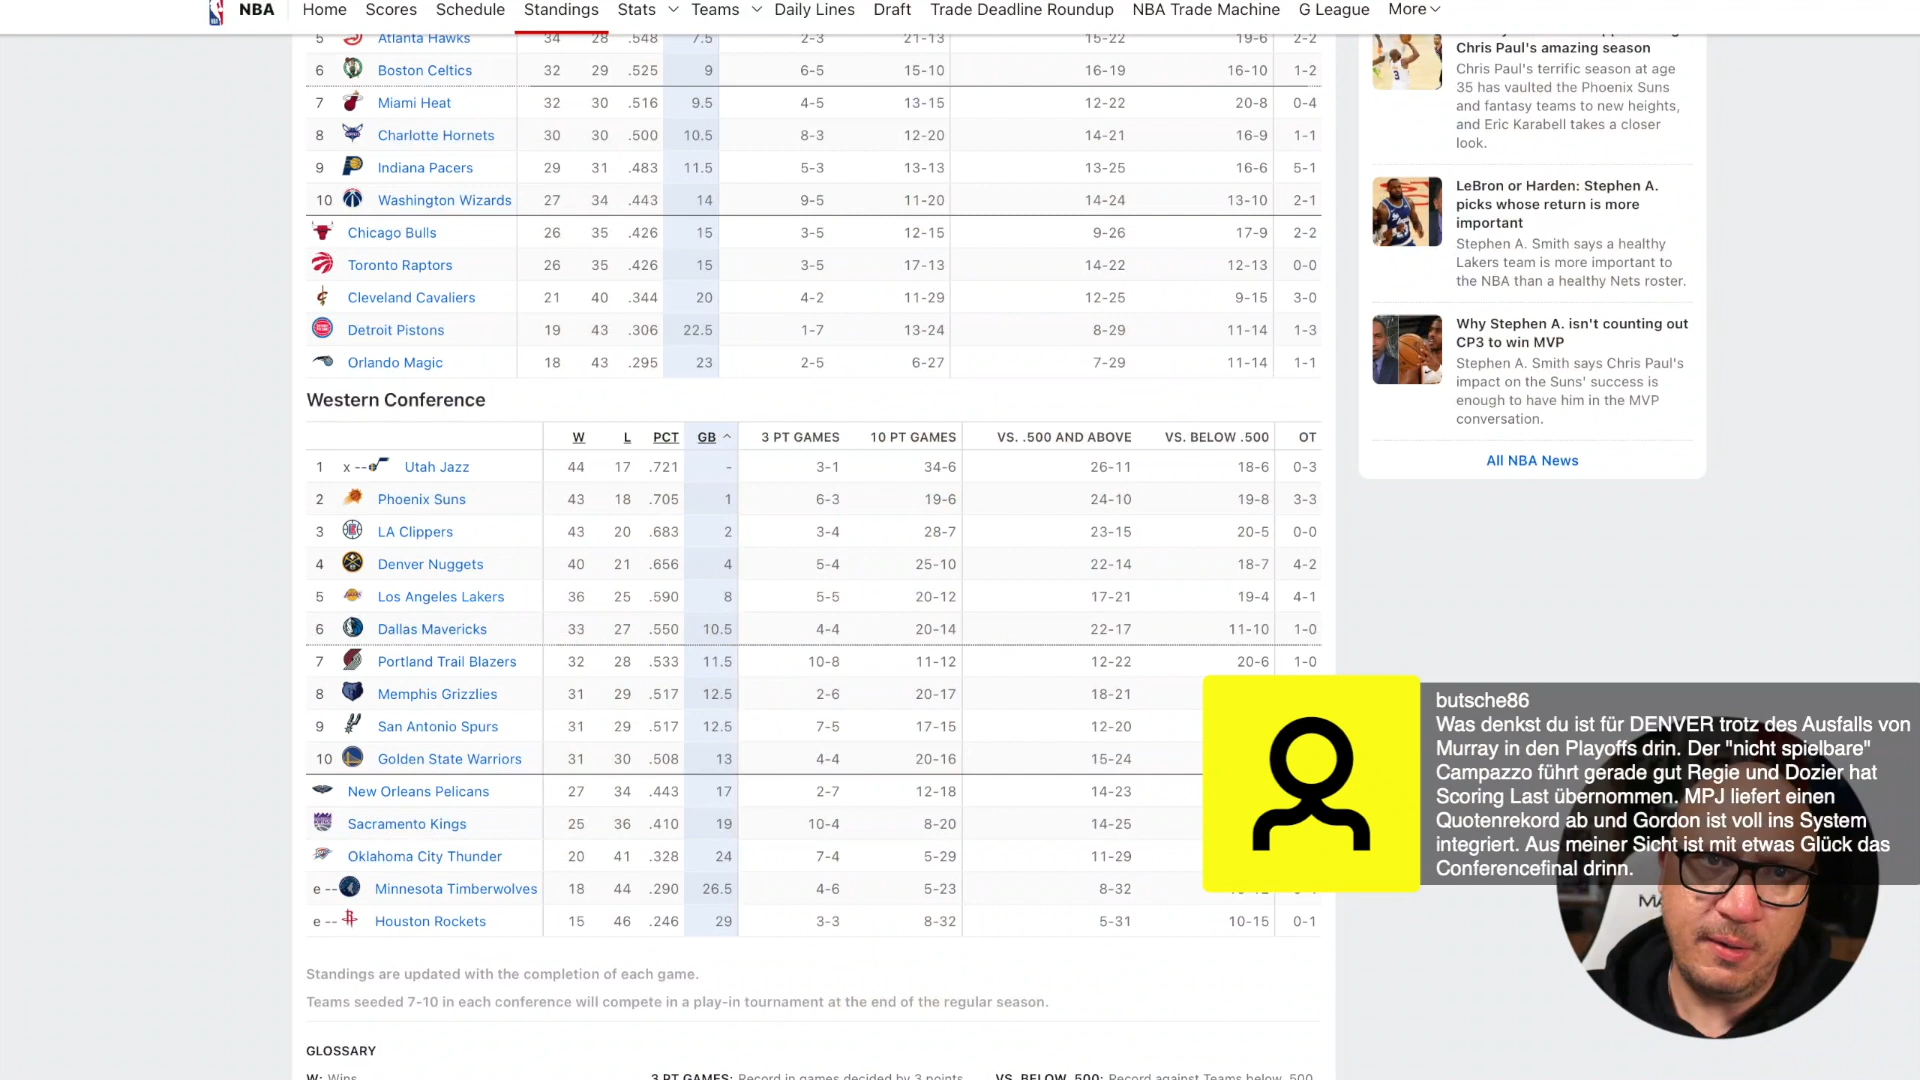 NBA Home Scores Schedule Standings Stats Teams Daily Lines Draft Trade Deadline Roundup NBA Trade Machine G League More
5 Atlanta Hawks 34 28 .548 7.5 2-3 21-13 15-22 19-6 2-2
6 Boston Celtics 32 29 .525 9 6-5 15-10 16-19 16-10 1-2
7 Miami Heat 32 30 .516 9.5 4-5 13-15 12-22 20-8 0-4
8 Charlotte Hornets 30 30 .500 10.5 8-3 12-20 14-21 16-9 1-1
9 Indiana Pacers 29 31 .483 11.5 5-3 13-13 13-25 16-6 5-1
10 Washington Wizards 27 34 .443 14 9-5 11-20 14-24 13-10 2-1
Chicago Bulls 26 35 .426 15 3-5 12-15 9-26 17-9 2-2
Toronto Raptors 26 35 .426 15 3-5 17-13 14-22 12-13 0-0
Cleveland Cavaliers 21 40 .344 20 4-2 11-29 12-25 9-15 3-0
Detroit Pistons 19 43 .306 22.5 1-7 13-24 8-29 11-14 1-3
Orlando Magic 18 43 .295 23 2-5 6-27 7-29 11-14 1-1
Western Conference
W L PCT GB 3 PT GAMES 10 PT GAMES VS. .500 AND ABOVE VS. BELOW .500 OT
1 x -- Utah Jazz 44 17 .721 - 3-1 34-6 26-11 18-6 0-3
2 Phoenix Suns 43 18 .705 1 6-3 19-6 24-10 19-8 3-3
3 LA Clippers 43 20 .683 2 3-4 28-7 23-15 20-5 0-0
4 Denver Nuggets 40 21 .656 4 5-4 25-10 22-14 18-7 4-2
5 Los Angeles Lakers 36 25 .590 8 5-5 20-12 17-21 19-4 4-1
6 Dallas Mavericks 33 27 .550 10.5 4-4 20-14 22-17 11-10 1-0
7 Portland Trail Blazers 32 28 .533 11.5 10-8 11-12 12-22 20-6 1-0
8 Memphis Grizzlies 31 29 .517 12.5 2-6 20-17 18-21
9 San Antonio Spurs 31 29 .517 12.5 7-5 17-15 12-20
10 Golden State Warriors 31 30 .508 13 4-4 20-16 15-24
New Orleans Pelicans 27 34 .443 17 2-7 12-18 14-23
Sacramento Kings 25 36 .410 19 10-4 8-20 14-25
Oklahoma City Thunder 20 41 .328 24 7-4 5-29 11-29
e -- Minnesota Timberwolves 18 44 .290 26.5 4-6 5-23 8-32
e -- Houston Rockets 15 46 .246 29 3-3 8-32 5-31 10-15 0-1
Standings are updated with the completion of each game.
Teams seeded 7-10 in each conference will compete in a play-in tournament at the end of the regular season.
GLOSSARY
W: Wins 3 PT GAMES: Record in games decided by 3 points VS. BELOW .500: Record against Teams below .500
Chris Paul's amazing season
Chris Paul's terrific season at age
35 has vaulted the Phoenix Suns
and fantasy teams to new heights,
and Eric Karabell takes a closer
look.
LeBron or Harden: Stephen A.
picks whose return is more
important
Stephen A. Smith says a healthy
Lakers team is more important to
the NBA than a healthy Nets roster.
Why Stephen A. isn't counting out
CP3 to win MVP
Stephen A. Smith says Chris Paul's
impact on the Suns' success is
enough to have him in the MVP
conversation.
All NBA News
butsche86
Was denkst du ist für DENVER trotz des Ausfalls von
Murray in den Playoffs drin. Der "nicht spielbare"
Campazzo führt gerade gut Regie und Dozier hat
Scoring Last übernommen. MPJ liefert einen
Quotenrekord ab und Gordon ist voll ins System
integriert. Aus meiner Sicht ist mit etwas Glück das
Conferencefinal drinn.